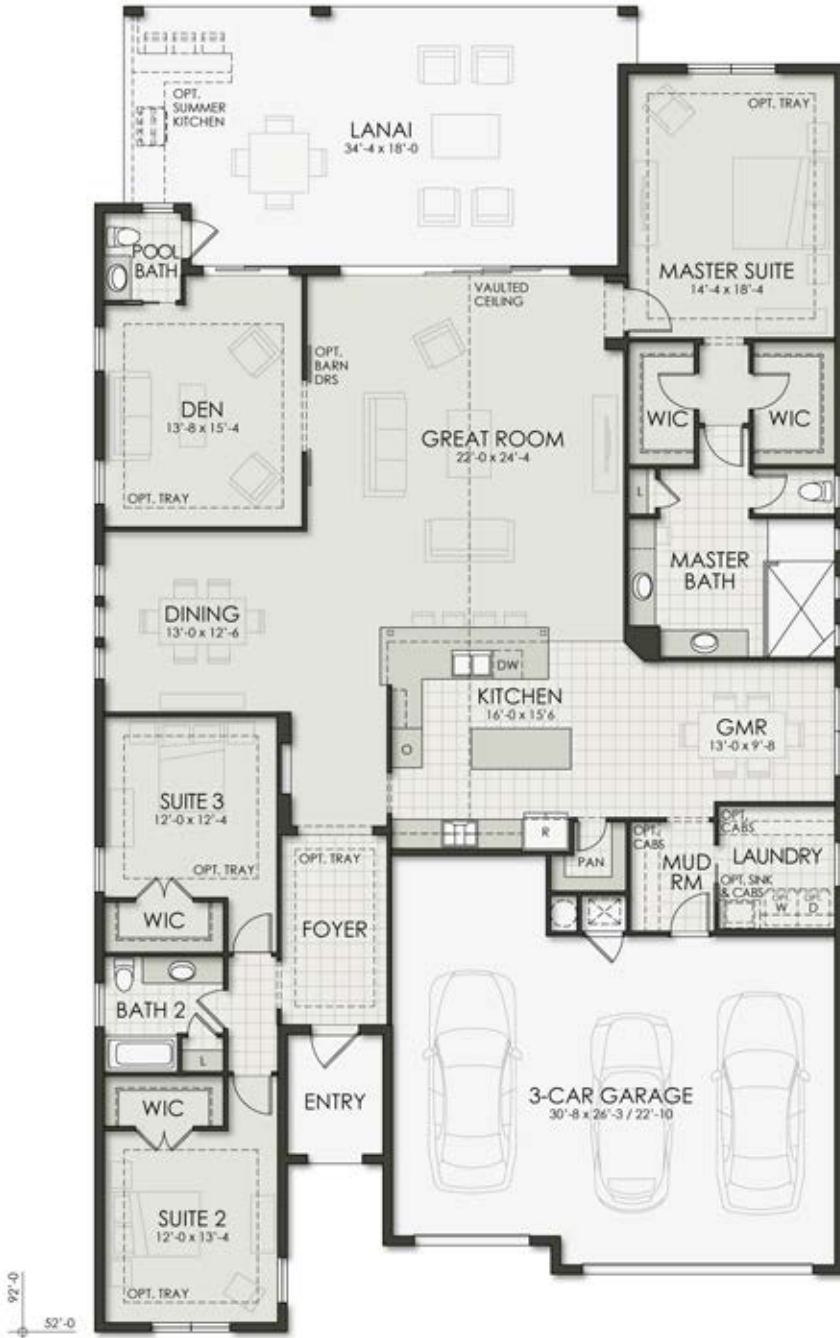 OPT.
SUMMER
KITCHEN
LANAI
34'-4 x 18'-0
OPT. TRAY
MASTER SUITE
14'-4 x 18'-4
POOL
BATH
VAULTED
CEILING
OPT.
BARN
DRS
DEN
13'-8 x 15'-4
OPT. TRAY
GREAT ROOM
22'-0 x 24'-4
WIC
WIC
L
MASTER
BATH
DINING
13'-0 x 12'-6
DW
KITCHEN
16'-0 x 15'6
O
GMR
13'-0 x 9'-8
SUITE 3
12'-0 x 12'-4
OPT. TRAY
WIC
R
PAN
OPT.
CABS
MUD
RM
OPT.
CABS
LAUNDRY
OPT. SINK
& CABS
OPT.
W
OPT.
D
OPT. TRAY
FOYER
BATH 2
L
ENTRY
WIC
3-CAR GARAGE
30'-8 x 26'-3 / 22'-10
SUITE 2
12'-0 x 13'-4
OPT. TRAY
92'-0
52'-0